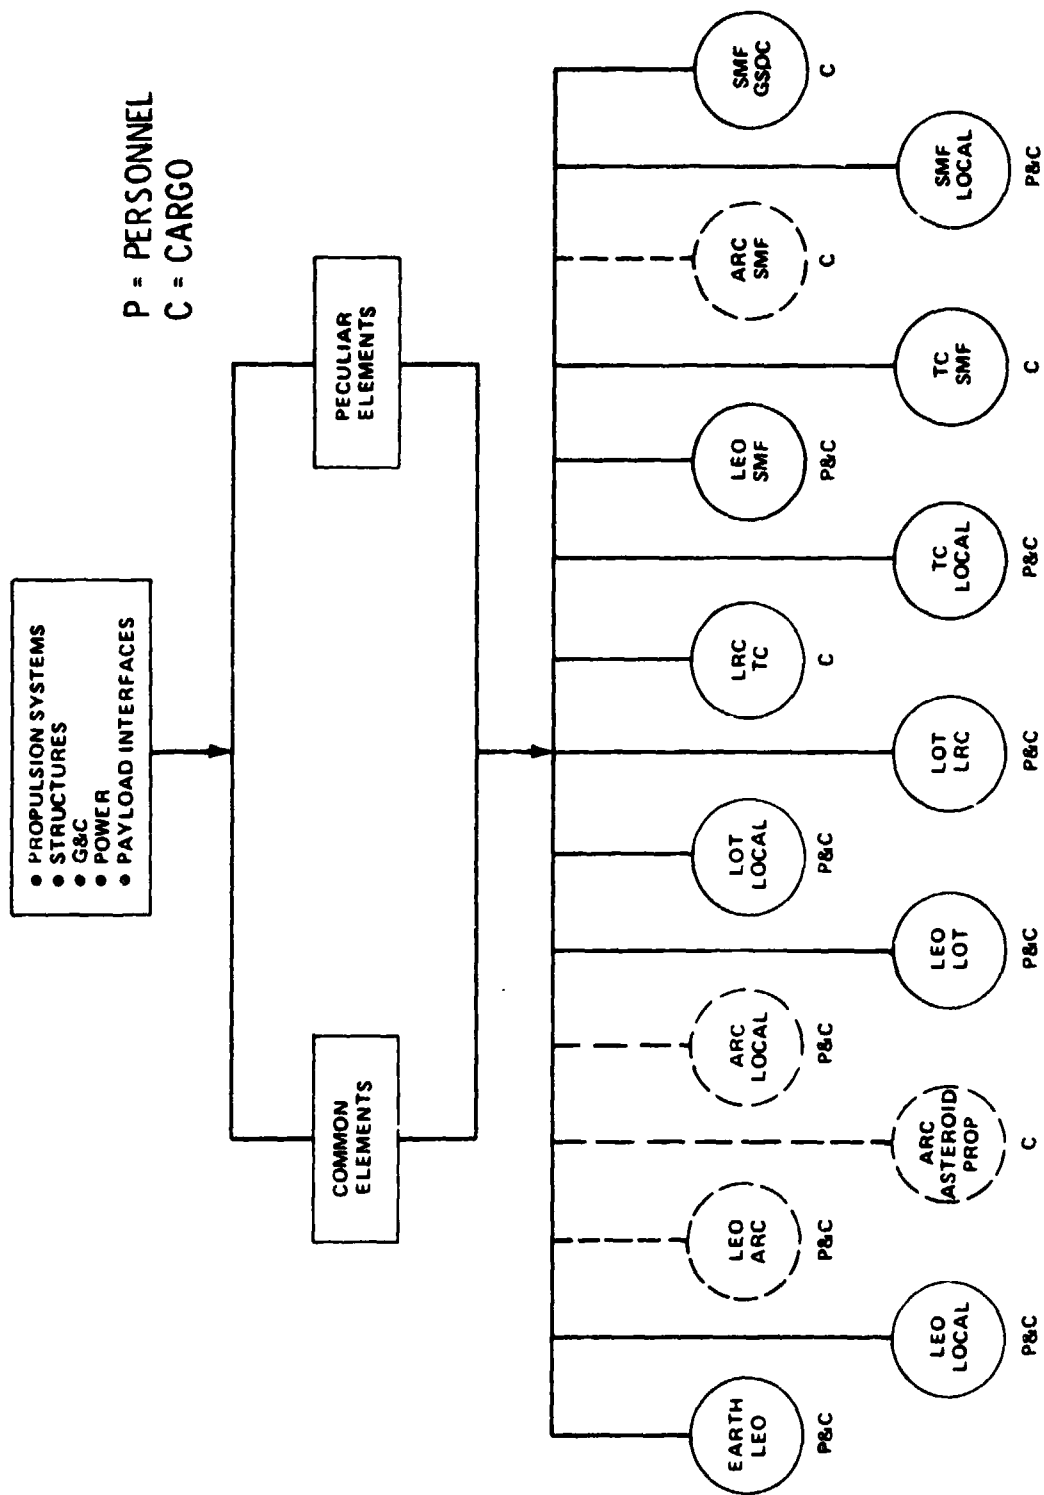 ● PROPULSION SYSTEMS
● STRUCTURES
● G&C
● POWER
● PAYLOAD INTERFACES
P = PERSONNEL
C = CARGO
COMMON
ELEMENTS
PECULIAR
ELEMENTS
EARTH
LEO
P&C
LEO
LOCAL
P&C
LEO
ARC
P&C
ARC
ASTEROID
PROP
C
ARC
LOCAL
P&C
LEO
LOT
P&C
LOT
LOCAL
P&C
LOT
LRC
P&C
LRC
TC
C
TC
LOCAL
P&C
LEO
SMF
P&C
TC
SMF
C
ARC
SMF
C
SMF
LOCAL
P&C
SMF
GSOC
C